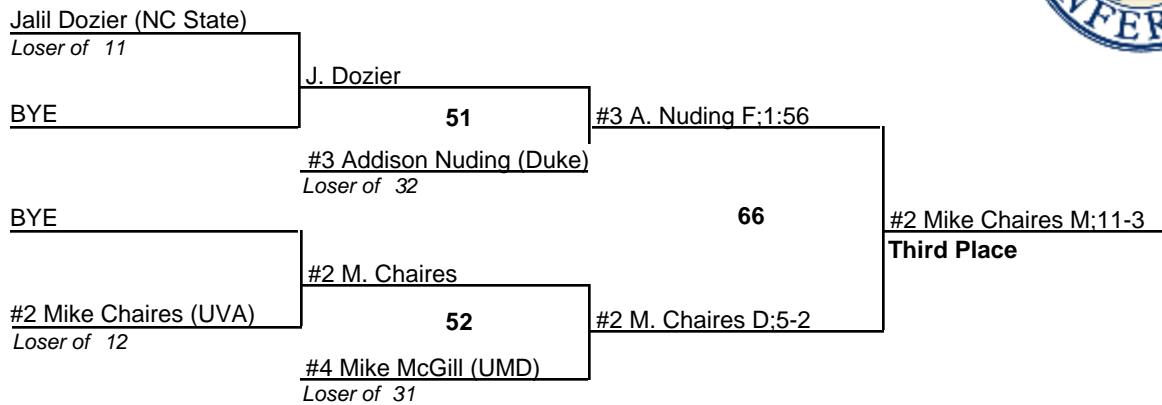 Jalil Dozier (NC State)
Loser of 11
J. Dozier
BYE
51
#3 A. Nuding F;1:56
#3 Addison Nuding (Duke)
Loser of 32
BYE
66
#2 Mike Chaires M;11-3
Third Place
#2 M. Chaires
#2 Mike Chaires (UVA)
Loser of 12
52
#2 M. Chaires D;5-2
#4 Mike McGill (UMD)
Loser of 31